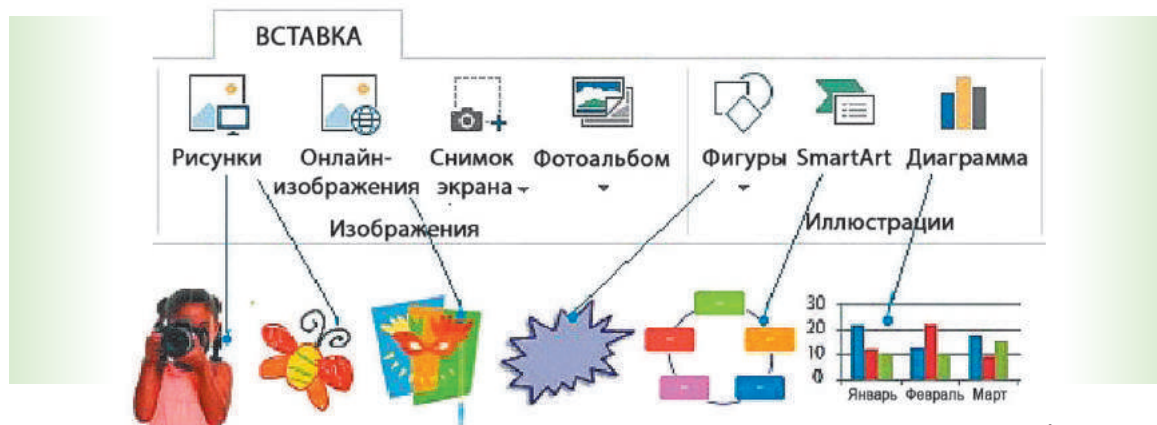 ВСТАВКА
Рисунки
Онлайн-
изображения
Снимок
экрана
Фотоальбом
Фигуры
SmartArt
Диаграмма
Изображения
Иллюстрации
30
20
10
0
Январь Февраль Март